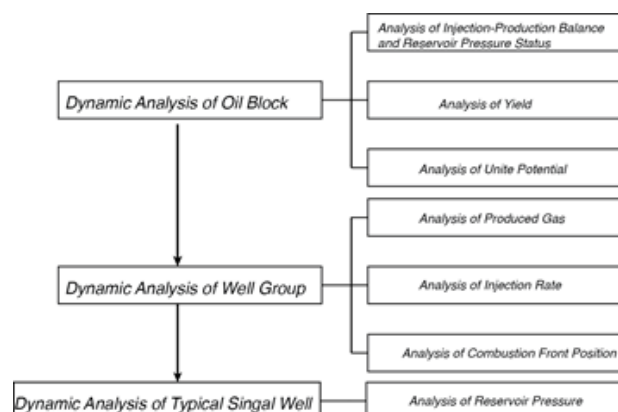 Analysis of Injection-Production Balance
and Reservoir Pressure Status
Dynamic Analysis of Oil Block
Analysis of Yield
Analysis of Unite Potential
Analysis of Produced Gas
Dynamic Analysis of Well Group
Analysis of Injection Rate
Analysis of Combustion Front Position
Dynamic Analysis of Typical Singal Well
Analysis of Reservoir Pressure